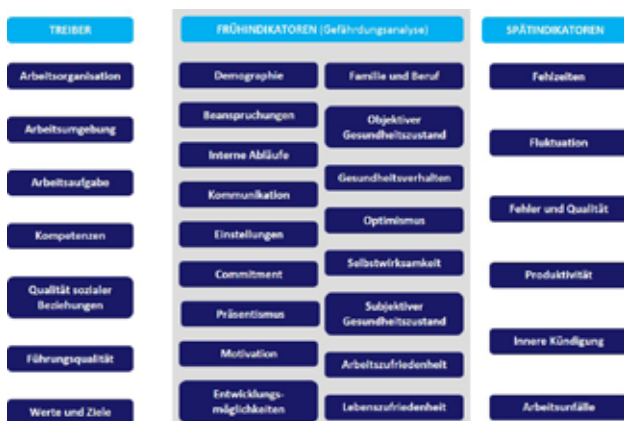 TREIBER
Arbeitsorganisation
Arbeitsumgebung
Arbeitsaufgabe
Kompetenzen
Qualität sozialer
Beziehungen
Führungsqualität
Werte und Ziele
FRÜHINDIKATOREN (Gefährdungsanalyse)
Demographie
Beanspruchungen
Interne Abläufe
Kommunikation
Einstellungen
Commitment
Präsentismus
Motivation
Entwicklungs-
möglichkeiten
Familie und Beruf
Objektiver
Gesundheitszustand
Gesundheitsverhalten
Optimismus
Selbstwirksamkeit
Subjektiver
Gesundheitszustand
Arbeitszufriedenheit
Lebenszufriedenheit
SPÄTINDIKATOREN
Fehlzeiten
Fluktuation
Fehler und Qualität
Produktivität
Innere Kündigung
Arbeitsunfälle